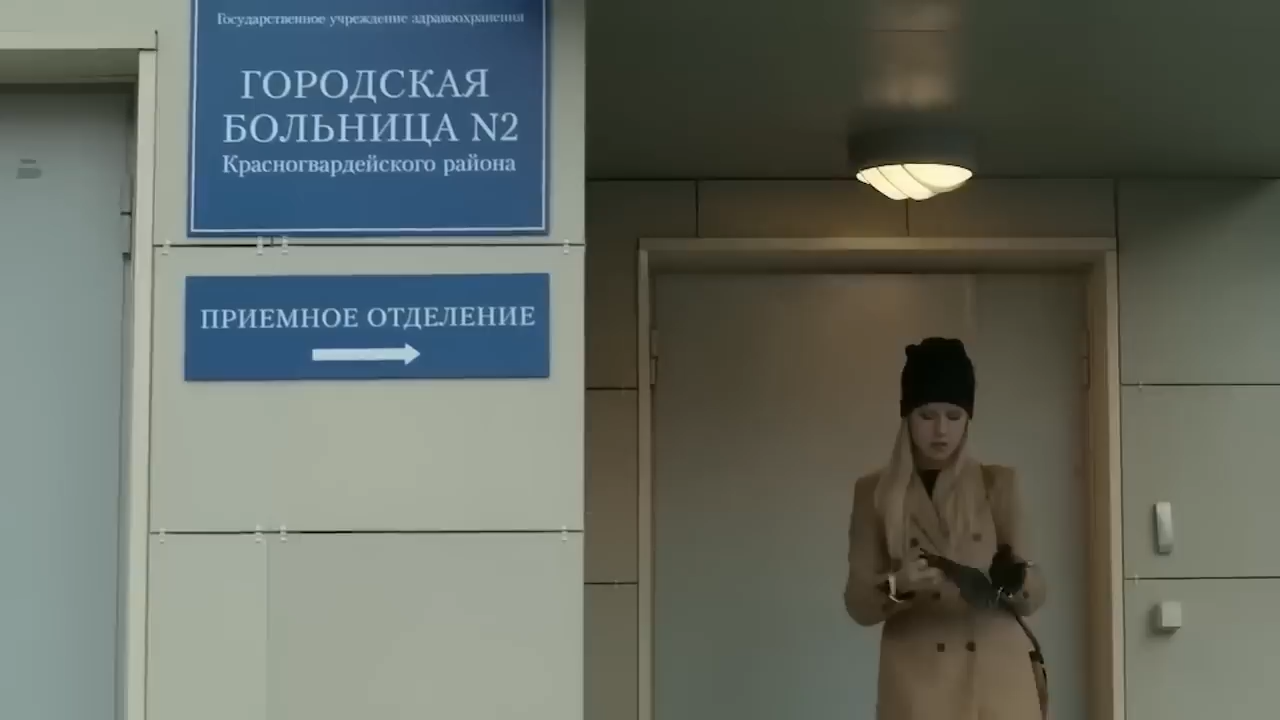 Государственное учреждение здравоохранения
ГОРОДСКАЯ
БОЛЬНИЦА N2
Красногвардейского района
ПРИЕМНОЕ ОТДЕЛЕНИЕ